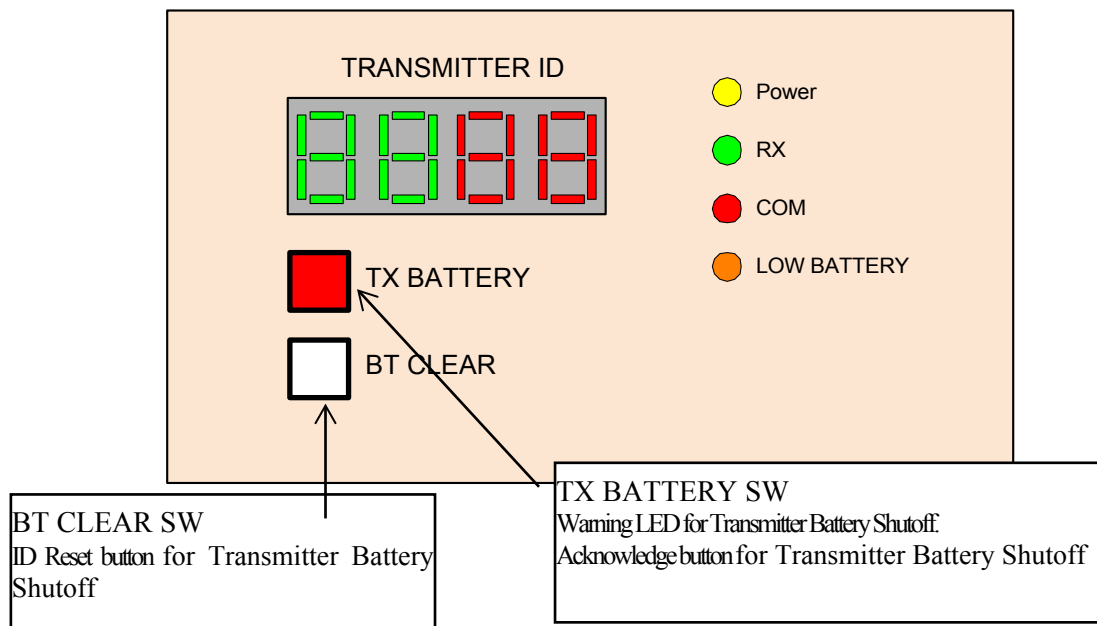 TRANSMITTER ID
Power
RX
COM
LOW BATTERY
TX BATTERY
BT CLEAR
BT CLEAR SW
ID Reset button for Transmitter Battery
Shutoff
TX BATTERY SW
Warning LED for Transmitter Battery Shutoff.
Acknowledge button for Transmitter Battery Shutoff